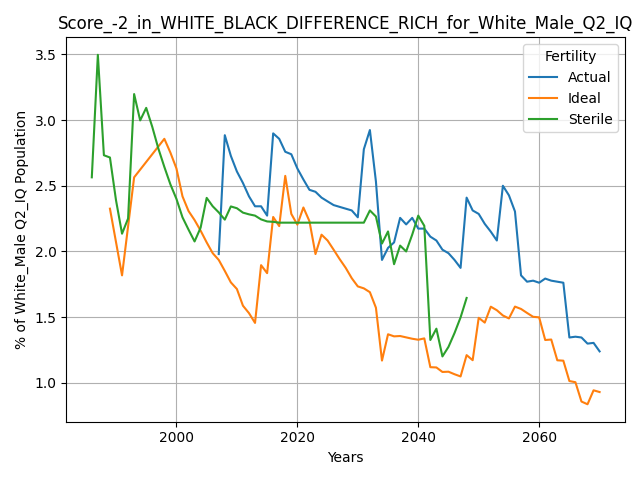 Score_-2_in_WHITE_BLACK_DIFFERENCE_RICH_for_White_Male_Q2_IQ
% of White_Male Q2_IQ Population
3.5
3.0
2.5
2.0
1.5
1.0
Fertility
Actual
Ideal
Sterile
2000
2020
2040
2060
Years